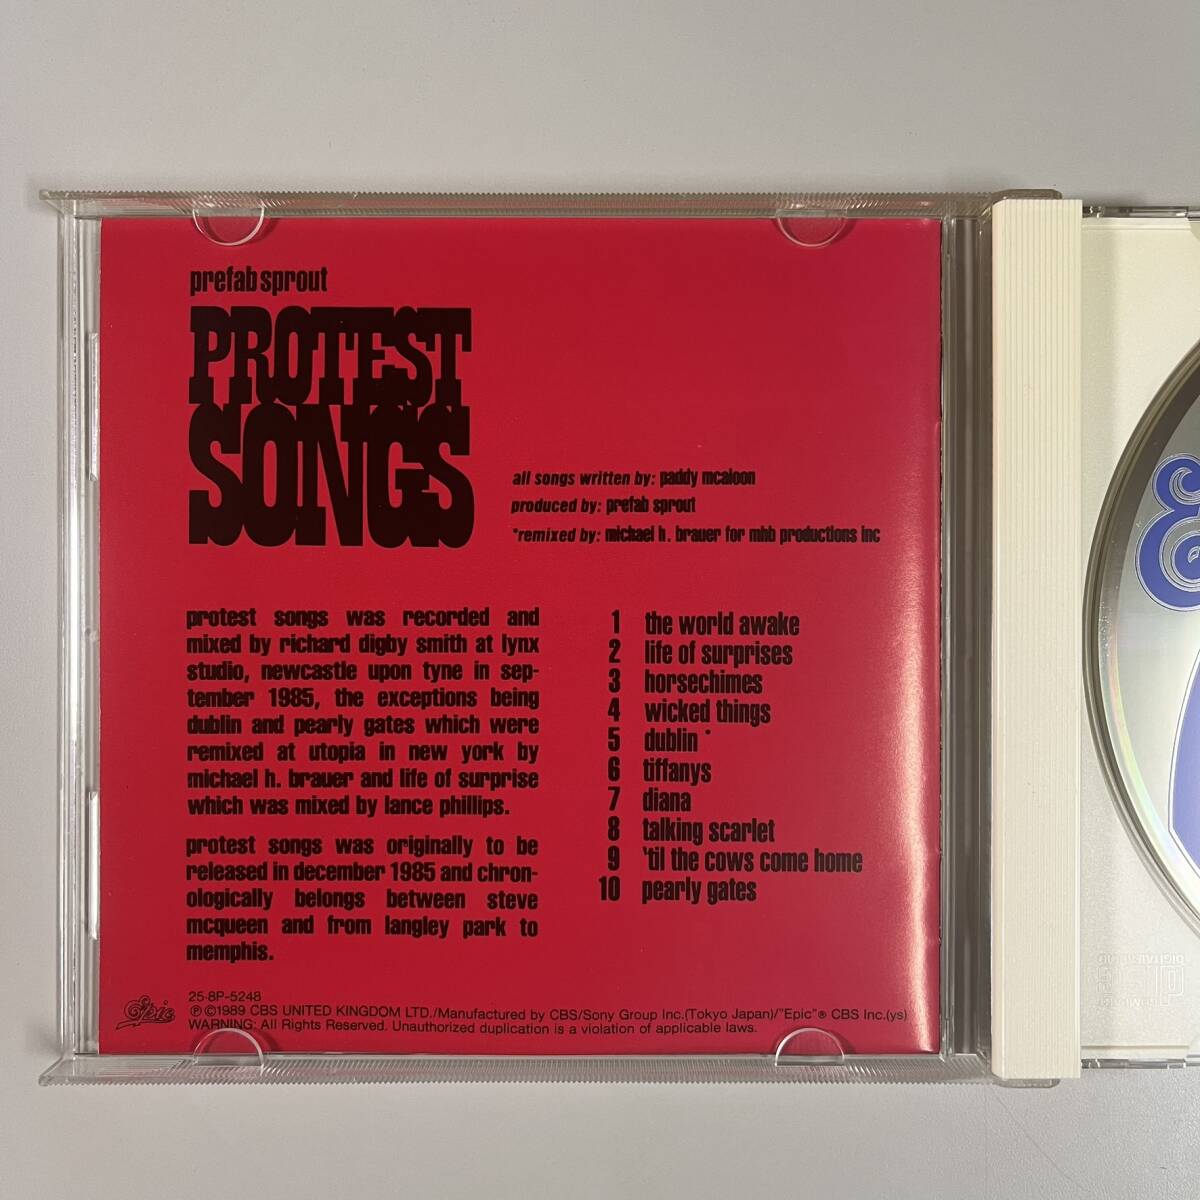 prefab sprout
PROTEST
SONGS
all songs written by: paddy mcaloon
produced by: prefab sprout
*remixed by: michael h. brauer for mhb productions inc
protest songs was recorded and
mixed by richard digby smith at lynx
studio, newcastle upon tyne in sep-
tember 1985, the exceptions being
dublin and pearly gates which were
remixed at utopia in new york by
michael h. brauer and life of surprise
which was mixed by lance phillips.
protest songs was originally to be
released in december 1985 and chron-
ologically belongs between steve
mcqueen and from langley park to
memphis.
1 the world awake
2 life of surprises
3 horsechimes
4 wicked things
5 dublin *
6 tiffanys
7 diana
8 talking scarlet
9 'til the cows come home
10 pearly gates
Epic
25·8P-5248
℗©1989 CBS UNITED KINGDOM LTD./Manufactured by CBS/Sony Group Inc.(Tokyo Japan)/"Epic"® CBS Inc.(ys)
WARNING: All Rights Reserved. Unauthorized duplication is a violation of applicable laws.